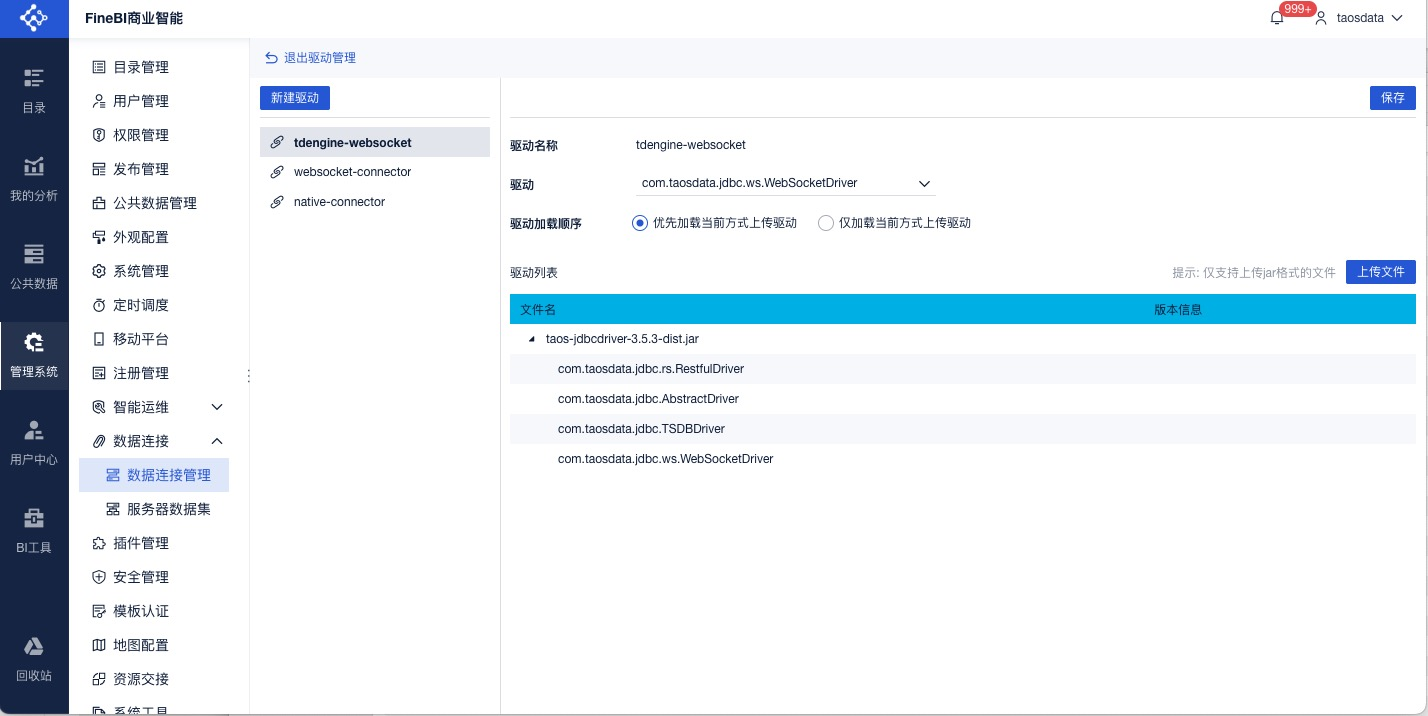 FineBI商业智能
999+
taosdata
目录
我的分析
公共数据
管理系统
用户中心
BI工具
回收站
目录管理
用户管理
权限管理
发布管理
公共数据管理
外观配置
系统管理
定时调度
移动平台
注册管理
智能运维
数据连接
数据连接管理
服务器数据集
插件管理
安全管理
模板认证
地图配置
资源交接
系统工具
退出驱动管理
新建驱动
tdengine-websocket
websocket-connector
native-connector
保存
驱动名称 tdengine-websocket
驱动 com.taosdata.jdbc.ws.WebSocketDriver
驱动加载顺序 优先加载当前方式上传驱动 仅加载当前方式上传驱动
驱动列表 提示: 仅支持上传jar格式的文件 上传文件
文件名 版本信息
taos-jdbcdriver-3.5.3-dist.jar
com.taosdata.jdbc.rs.RestfulDriver
com.taosdata.jdbc.AbstractDriver
com.taosdata.jdbc.TSDBDriver
com.taosdata.jdbc.ws.WebSocketDriver